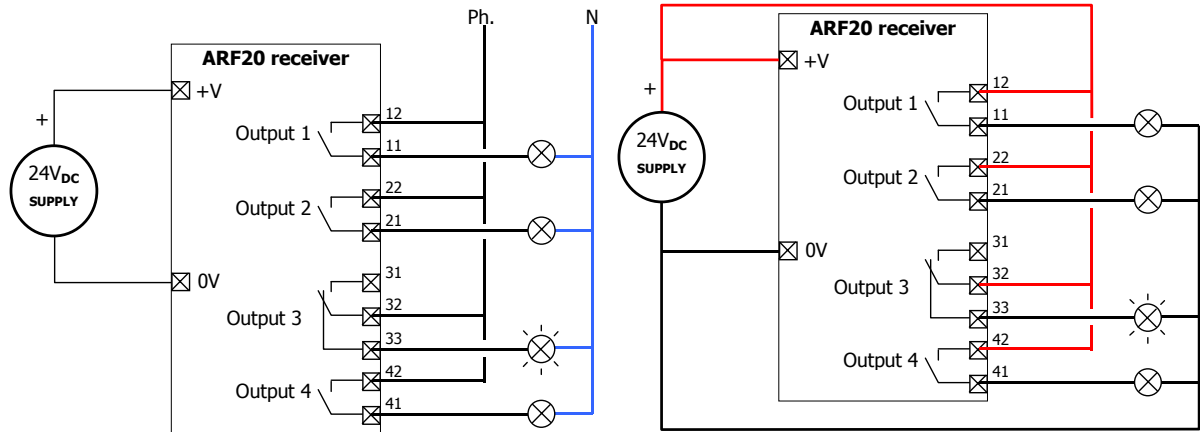 Ph.
N
ARF20 receiver
+V
+
24VDC
SUPPLY
0V
Output 1
12
11
Output 2
22
21
Output 3
31
32
33
Output 4
42
41
ARF20 receiver
+V
+
24VDC
SUPPLY
0V
Output 1
12
11
Output 2
22
21
Output 3
31
32
33
Output 4
42
41